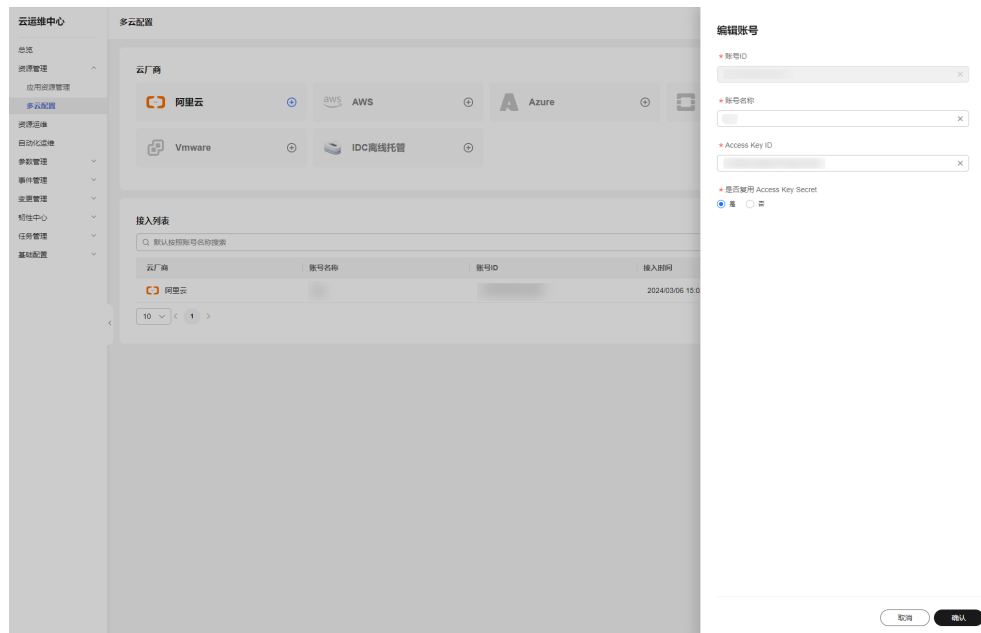 云运维中心
总览
资源管理
应用资源管理
多云配置
资源运维
自动化运维
参数管理
事件管理
变更管理
韧性中心
任务管理
基础配置
多云配置
云厂商
阿里云
aws AWS
Azure
Vmware
IDC离线托管
接入列表
默认按照账号名称搜索
云厂商 账号名称 账号ID 接入时间
阿里云 2024/03/06 15:0
10 1
编辑账号
* 账号ID
* 账号名称
* Access Key ID
* 是否复用 Access Key Secret
是 否
取消 确认